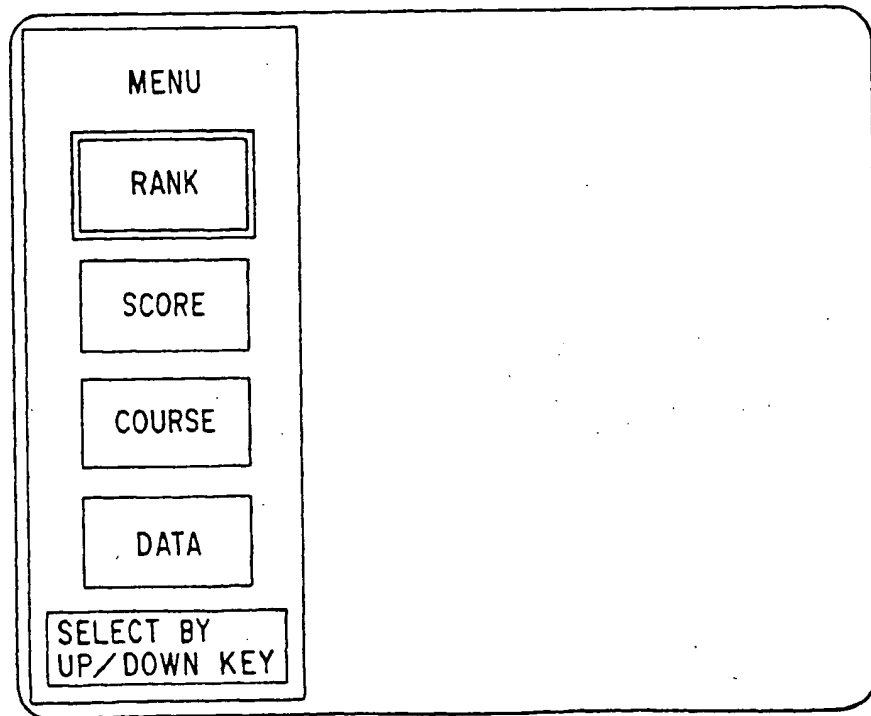 MENU
RANK
SCORE
COURSE
DATA
SELECT BY
UP/DOWN KEY